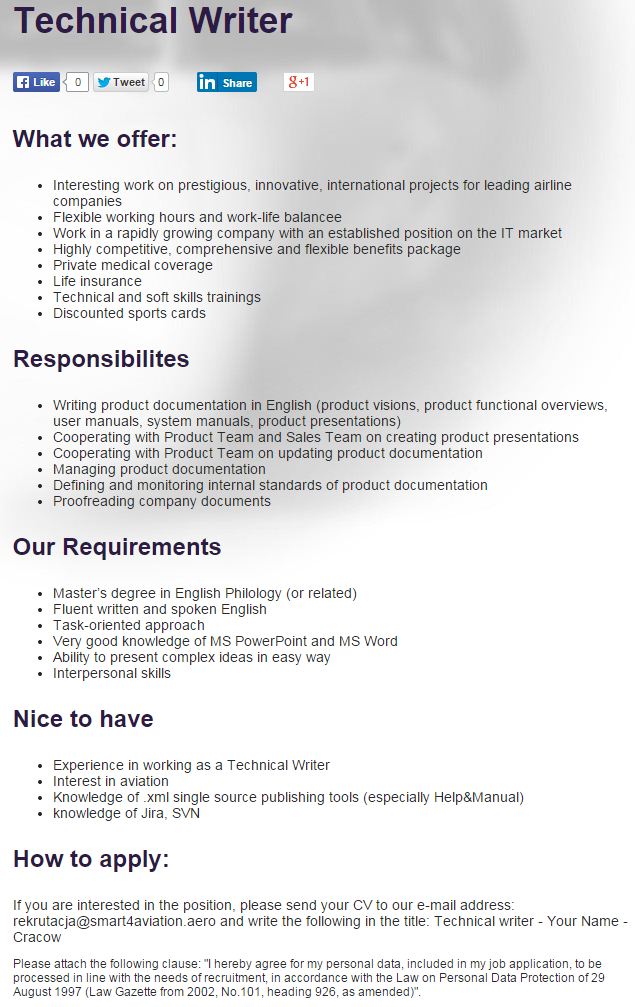 Technical Writer
Like 0 Tweet 0 in Share g+1
What we offer:
• Interesting work on prestigious, innovative, international projects for leading airline
companies
• Flexible working hours and work-life balancee
• Work in a rapidly growing company with an established position on the IT market
• Highly competitive, comprehensive and flexible benefits package
• Private medical coverage
• Life insurance
• Technical and soft skills trainings
• Discounted sports cards
Responsibilites
• Writing product documentation in English (product visions, product functional overviews,
user manuals, system manuals, product presentations)
• Cooperating with Product Team and Sales Team on creating product presentations
• Cooperating with Product Team on updating product documentation
• Managing product documentation
• Defining and monitoring internal standards of product documentation
• Proofreading company documents
Our Requirements
• Master's degree in English Philology (or related)
• Fluent written and spoken English
• Task-oriented approach
• Very good knowledge of MS PowerPoint and MS Word
• Ability to present complex ideas in easy way
• Interpersonal skills
Nice to have
• Experience in working as a Technical Writer
• Interest in aviation
• Knowledge of .xml single source publishing tools (especially Help&Manual)
• knowledge of Jira, SVN
How to apply:
If you are interested in the position, please send your CV to our e-mail address:
rekrutacja@smart4aviation.aero and write the following in the title: Technical writer - Your Name -
Cracow
Please attach the following clause: "I hereby agree for my personal data, included in my job application, to be
processed in line with the needs of recruitment, in accordance with the Law on Personal Data Protection of 29
August 1997 (Law Gazette from 2002, No.101, heading 926, as amended)".